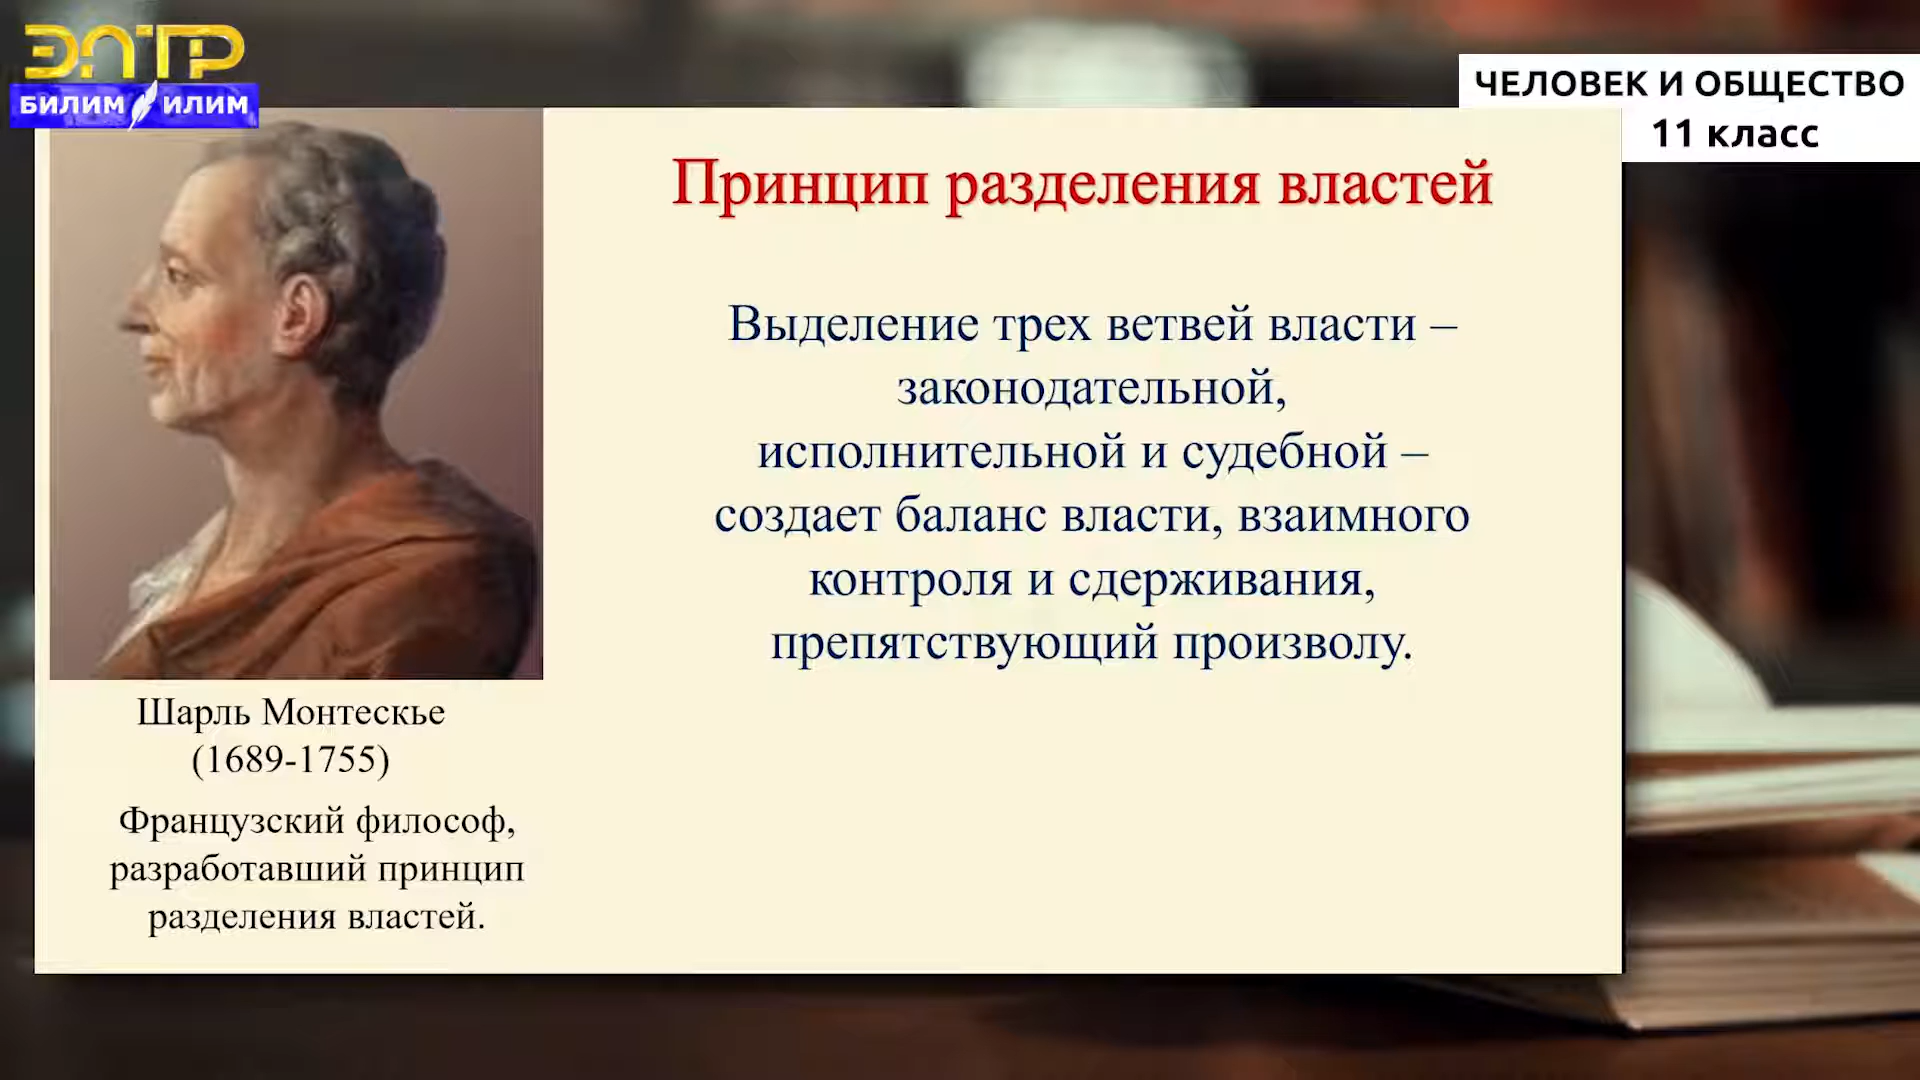 ЭЛТР
БИЛИМ ИЛИМ
ЧЕЛОВЕК И ОБЩЕСТВО
11 класс
Принцип разделения властей
Выделение трех ветвей власти –
законодательной,
исполнительной и судебной –
создает баланс власти, взаимного
контроля и сдерживания,
препятствующий произволу.
Шарль Монтескье
(1689-1755)
Французский философ,
разработавший принцип
разделения властей.